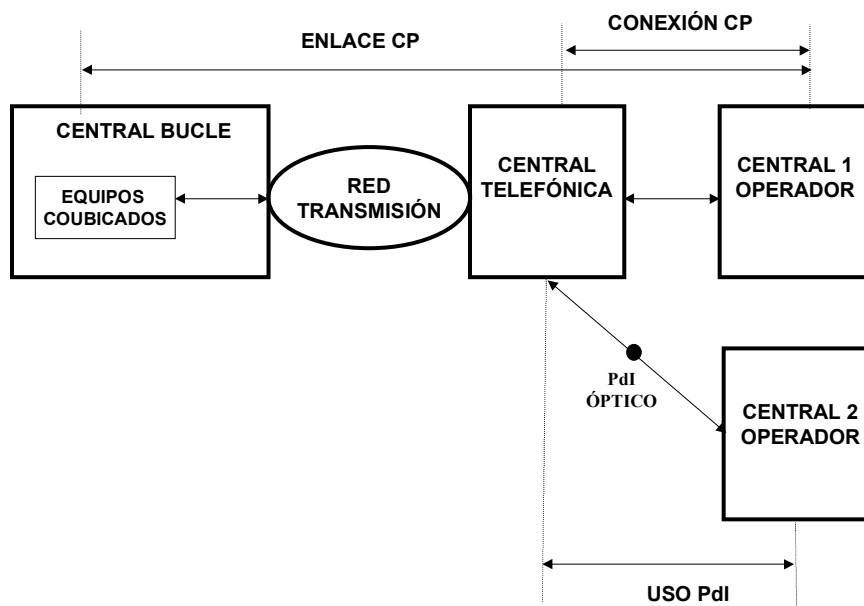 CONEXIÓN CP
ENLACE CP
CENTRAL BUCLE
EQUIPOS
COUBICADOS
RED
TRANSMISIÓN
CENTRAL
TELEFÓNICA
CENTRAL 1
OPERADOR
PdI
ÓPTICO
CENTRAL 2
OPERADOR
USO PdI